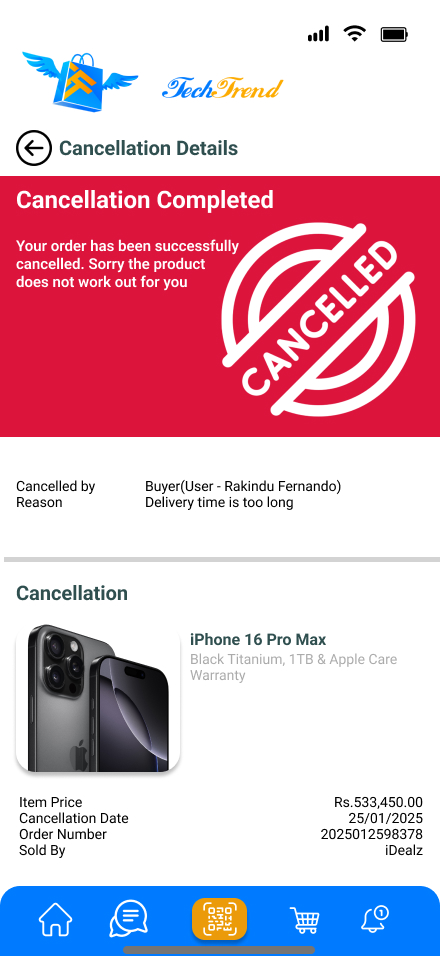 TechTrend
Cancellation Details
Cancellation Completed
Your order has been successfully
cancelled. Sorry the product
does not work out for you
CANCELLED
Cancelled by Buyer(User - Rakindu Fernando)
Reason Delivery time is too long
Cancellation
iPhone 16 Pro Max
Black Titanium, 1TB & Apple Care
Warranty
Item Price Rs.533,450.00
Cancellation Date 25/01/2025
Order Number 2025012598378
Sold By iDealz
1